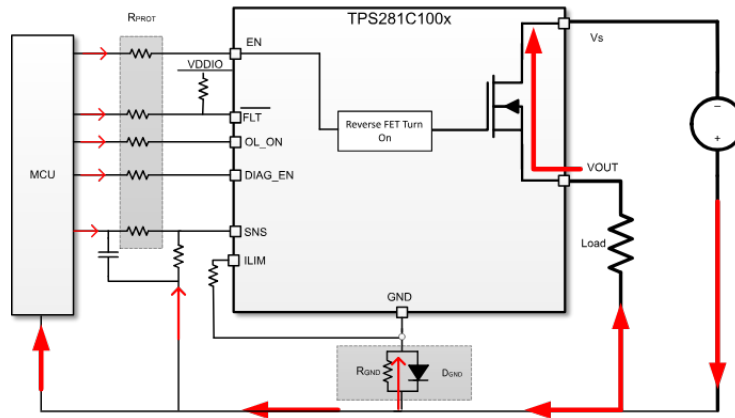 RPROT
TPS281C100x
EN
Vs
VDDIO
FLT
Reverse FET Turn
On
OL_ON
MCU
DIAG_EN
VOUT
SNS
Load
ILIM
GND
RGND
DGND
−
+